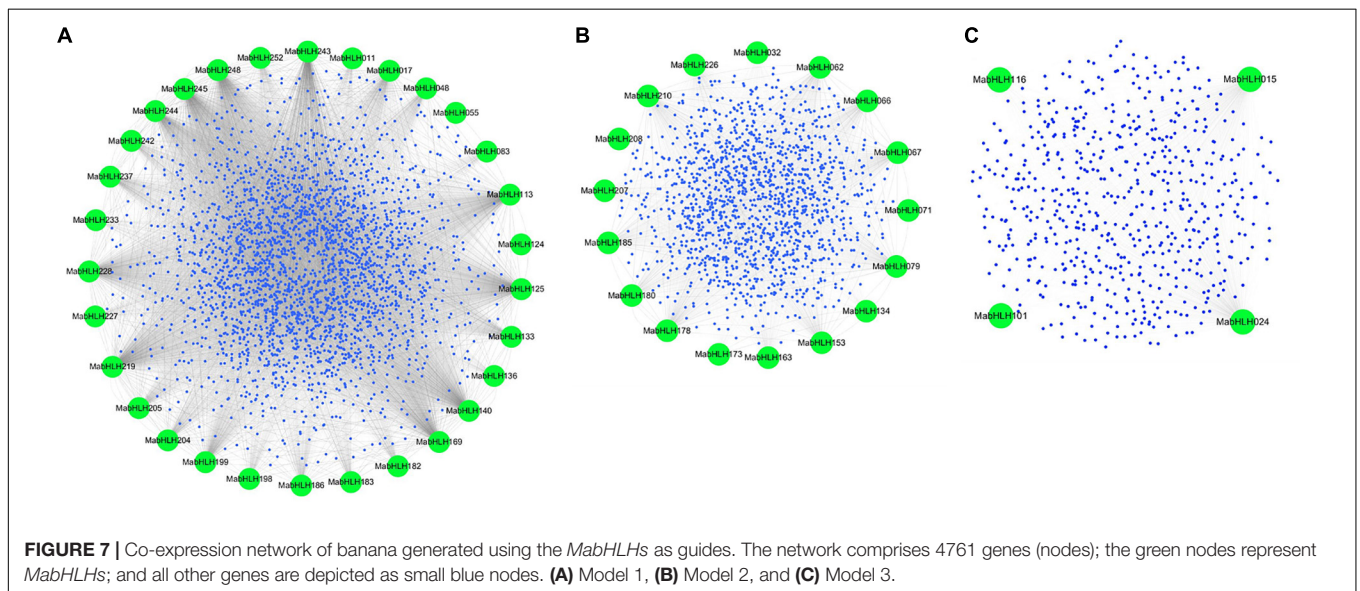 A
MabHLH243
MabHLH252
MabHLH011
MabHLH248
MabHLH017
MabHLH245
MabHLH048
MabHLH244
MabHLH055
MabHLH242
MabHLH083
MabHLH237
MabHLH113
MabHLH233
MabHLH124
MabHLH228
MabHLH125
MabHLH227
MabHLH133
MabHLH219
MabHLH136
MabHLH205
MabHLH140
MabHLH204
MabHLH169
MabHLH199
MabHLH182
MabHLH198
MabHLH186
MabHLH183
B
MabHLH032
MabHLH226
MabHLH062
MabHLH210
MabHLH066
MabHLH208
MabHLH067
MabHLH207
MabHLH071
MabHLH185
MabHLH079
MabHLH180
MabHLH134
MabHLH178
MabHLH153
MabHLH173
MabHLH163
C
MabHLH116
MabHLH015
MabHLH101
MabHLH024
FIGURE 7 | Co-expression network of banana generated using the MabHLHs as guides. The network comprises 4761 genes (nodes); the green nodes represent
MabHLHs; and all other genes are depicted as small blue nodes. (A) Model 1, (B) Model 2, and (C) Model 3.